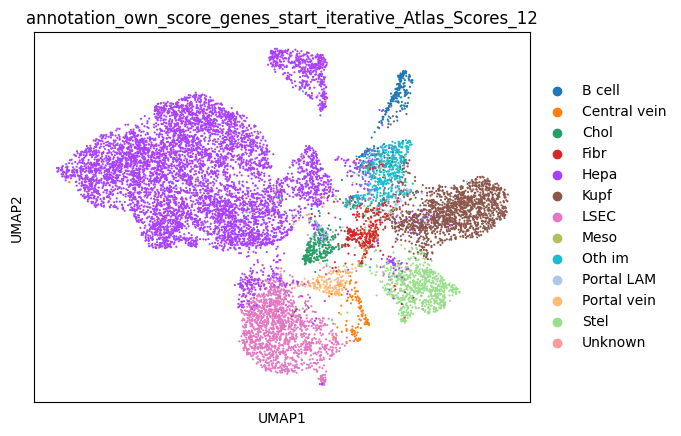 annotation_own_score_genes_start_iterative_Atlas_Scores_12
UMAP2
UMAP1
B cell
Central vein
Chol
Fibr
Hepa
Kupf
LSEC
Meso
Oth im
Portal LAM
Portal vein
Stel
Unknown